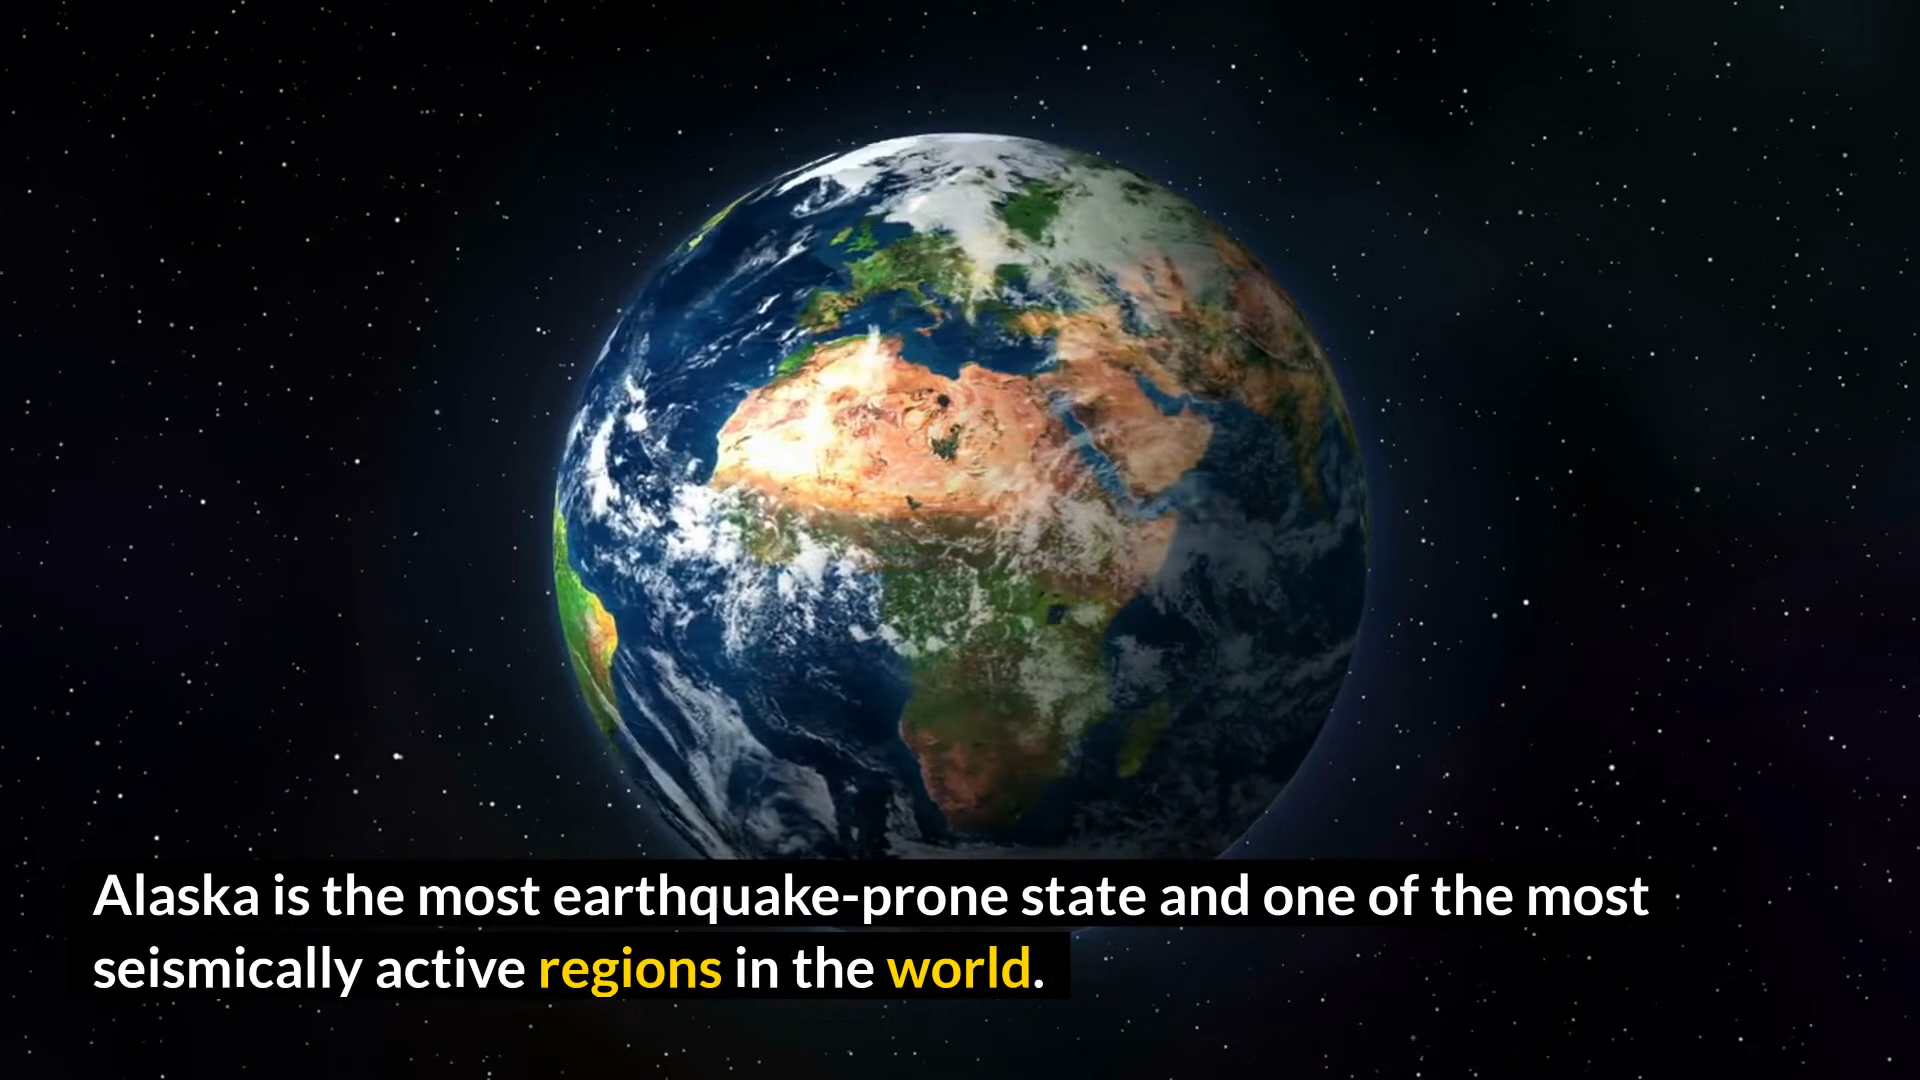 Alaska is the most earthquake-prone state and one of the most
seismically active regions in the world.